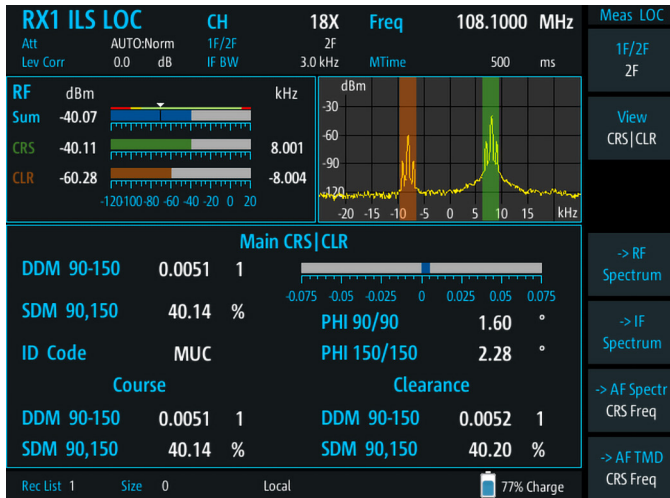 RX1 ILS LOC CH 18X Freq 108.1000 MHz
Att AUTO:Norm 1F/2F 2F
Lev Corr 0.0 dB IF BW 3.0 kHz MTime 500 ms
Meas LOC
1F/2F
2F
View
CRS|CLR
-> RF
Spectrum
-> IF
Spectrum
-> AF Spectr
CRS Freq
-> AF TMD
CRS Freq
RF dBm kHz
Sum -40.07
CRS -40.11 8.001
CLR -60.28 -8.004
-120 -100 -80 -60 -40 -20 0 20
dBm
-30
-60
-90
-120
-20 -15 -10 -5 0 5 10 15 kHz
Main CRS|CLR
DDM 90-150 0.0051 1
-0.075 -0.05 -0.025 0 0.025 0.05 0.075
SDM 90,150 40.14 %
PHI 90/90 1.60 °
ID Code MUC
PHI 150/150 2.28 °
Course
DDM 90-150 0.0051 1
SDM 90,150 40.14 %
Clearance
DDM 90-150 0.0052 1
SDM 90,150 40.20 %
Rec List 1 Size 0 Local 77% Charge